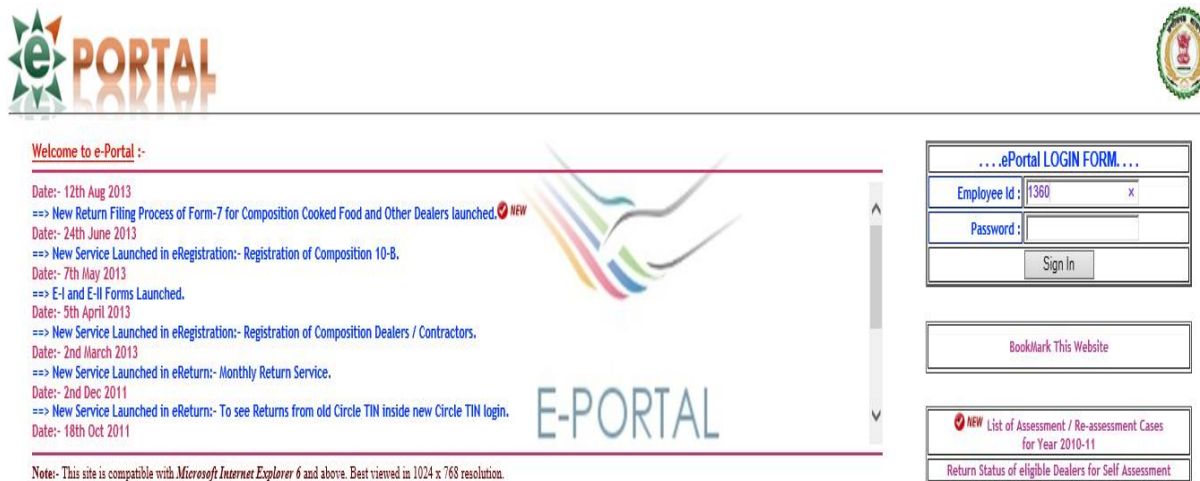 e PORTAL
Welcome to e-Portal :-
Date:- 12th Aug 2013
==> New Return Filing Process of Form-7 for Composition Cooked Food and Other Dealers launched. NEW
Date:- 24th June 2013
==> New Service Launched in eRegistration:- Registration of Composition 10-B.
Date:- 7th May 2013
==> E-I and E-II Forms Launched.
Date:- 5th April 2013
==> New Service Launched in eRegistration:- Registration of Composition Dealers / Contractors.
Date:- 2nd March 2013
==> New Service Launched in eReturn:- Monthly Return Service.
Date:- 2nd Dec 2011
==> New Service Launched in eReturn:- To see Returns from old Circle TIN inside new Circle TIN login.
Date:- 18th Oct 2011
E-PORTAL
Note:- This site is compatible with Microsoft Internet Explorer 6 and above. Best viewed in 1024 x 768 resolution.
. . . .ePortal LOGIN FORM. . . .
Employee Id : 1360 x
Password :
Sign In
BookMark This Website
NEW List of Assessment / Re-assessment Cases
for Year 2010-11
Return Status of eligible Dealers for Self Assessment